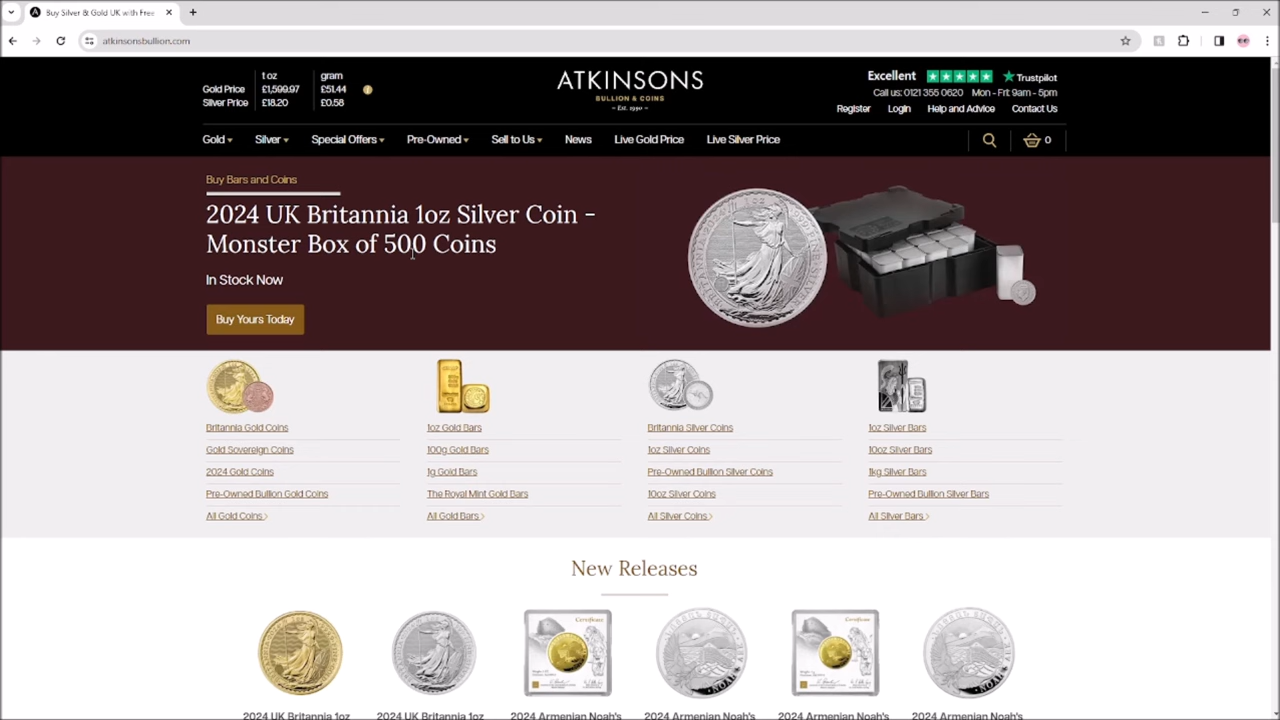 Buy Silver & Gold UK with Free
atkinsonsbullion.com
1 oz gram
Gold Price £1,599.97 £51.44
Silver Price £18.20 £0.58
ATKINSONS
BULLION & COINS
Est. 1990
Excellent Trustpilot
Call us: 0121 355 0620 Mon - Fri: 9am - 5pm
Register Login Help and Advice Contact Us
Gold Silver Special Offers Pre-Owned Sell to Us News Live Gold Price Live Silver Price 0
Buy Bars and Coins
2024 UK Britannia 1oz Silver Coin -
Monster Box of 500 Coins
In Stock Now
Buy Yours Today
Britannia Gold Coins 1oz Gold Bars Britannia Silver Coins 1oz Silver Bars
Gold Sovereign Coins 100g Gold Bars 1oz Silver Coins 10oz Silver Bars
2024 Gold Coins 1g Gold Bars Pre-Owned Bullion Silver Coins 1kg Silver Bars
Pre-Owned Bullion Gold Coins The Royal Mint Gold Bars 10oz Silver Coins Pre-Owned Bullion Silver Bars
All Gold Coins All Gold Bars All Silver Coins All Silver Bars
New Releases
Certificate Certificate
NOAH NOAH
2024 UK Britannia 1oz 2024 UK Britannia 1oz 2024 Armenian Noah's 2024 Armenian Noah's 2024 Armenian Noah's 2024 Armenian Noah's